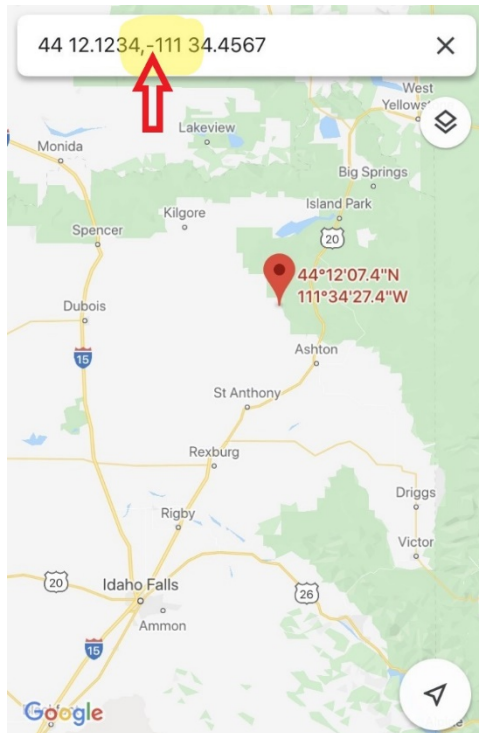 44 12.1234,-111 34.4567
West
Lakeview
Monida
Big Springs
Island Park
Kilgore
Spencer
20
44°12'07.4"N
111°34'27.4"W
Dubois
15
Ashton
St Anthony
Rexburg
Driggs
Rigby
Victor
20
Idaho Falls
26
Ammon
15
Google